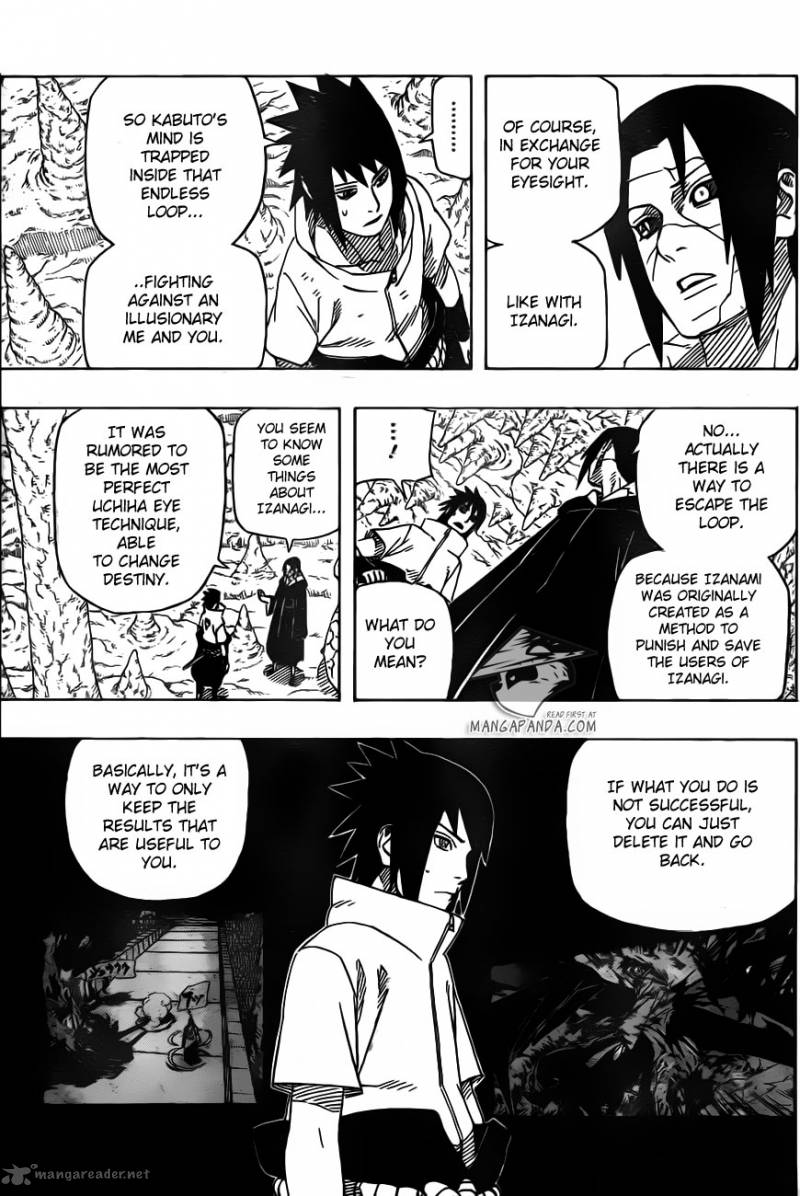 OF COURSE,
IN EXCHANGE
FOR YOUR
EYESIGHT.
LIKE WITH
IZANAGI.
.........
SO KABUTO'S
MIND IS
TRAPPED
INSIDE THAT
ENDLESS
LOOP...
..FIGHTING
AGAINST AN
ILLUSIONARY
ME AND YOU.
NO...
ACTUALLY
THERE IS A
WAY TO
ESCAPE THE
LOOP.
BECAUSE IZANAMI
WAS ORIGINALLY
CREATED AS A
METHOD TO
PUNISH AND SAVE
THE USERS OF
IZANAGI.
...!
WHAT DO
YOU
MEAN?
YOU SEEM
TO KNOW
SOME
THINGS
ABOUT
IZANAGI...
IT WAS
RUMORED TO
BE THE MOST
PERFECT
UCHIHA EYE
TECHNIQUE,
ABLE
TO CHANGE
DESTINY.
READ FIRST AT
MANGAPANDA.COM
IF WHAT YOU DO IS
NOT SUCCESSFUL,
YOU CAN JUST
DELETE IT AND GO
BACK.
BASICALLY, IT'S A
WAY TO ONLY
KEEP THE
RESULTS THAT
ARE USEFUL TO
YOU.
mangareader.net